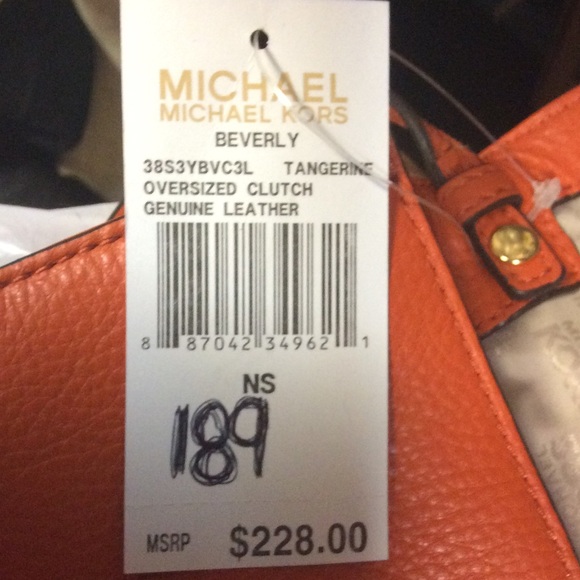 MICHAEL
MICHAEL KORS
BEVERLY
38S3YBVC3L TANGERINE
OVERSIZED CLUTCH
GENUINE LEATHER
8 87042 34962 1
NS
189
MSRP $228.00